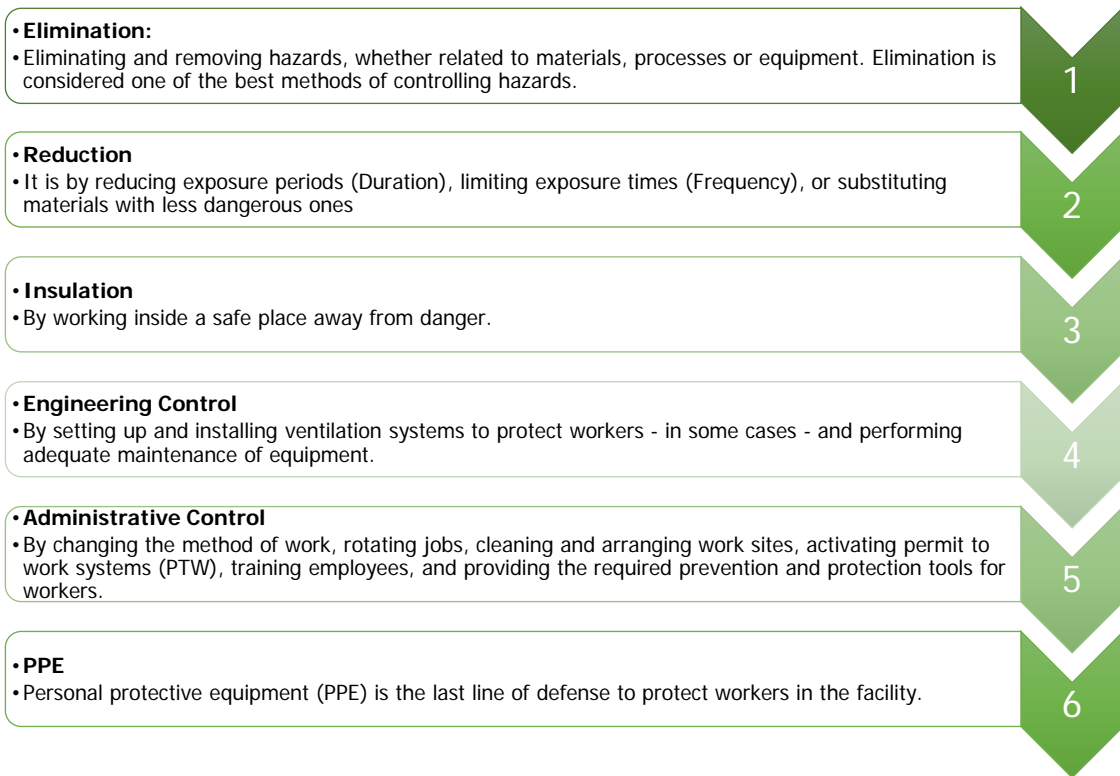 •Elimination:
•Eliminating and removing hazards, whether related to materials, processes or equipment. Elimination is
considered one of the best methods of controlling hazards.
1
•Reduction
•It is by reducing exposure periods (Duration), limiting exposure times (Frequency), or substituting
materials with less dangerous ones
2
•Insulation
•By working inside a safe place away from danger.
3
•Engineering Control
•By setting up and installing ventilation systems to protect workers - in some cases - and performing
adequate maintenance of equipment.
4
•Administrative Control
•By changing the method of work, rotating jobs, cleaning and arranging work sites, activating permit to
work systems (PTW), training employees, and providing the required prevention and protection tools for
workers.
5
•PPE
•Personal protective equipment (PPE) is the last line of defense to protect workers in the facility.
6